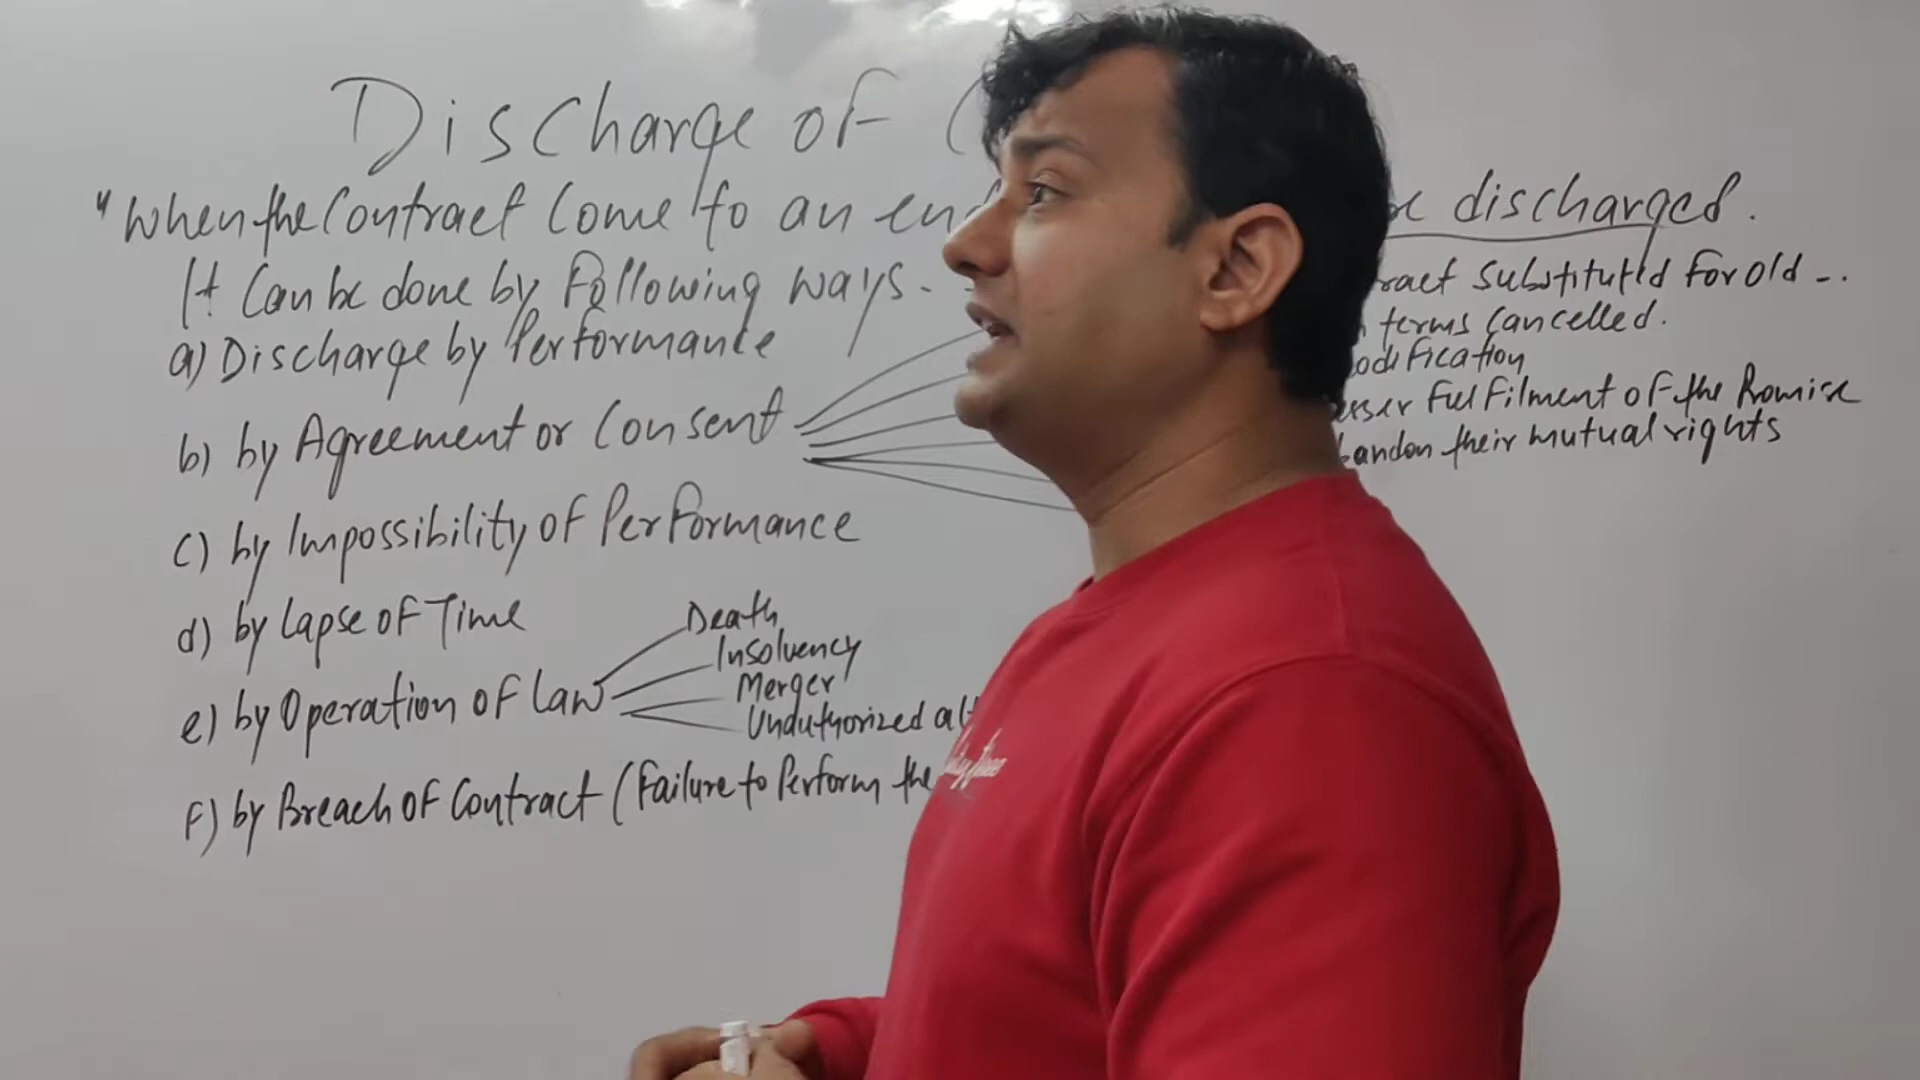 Discharge of
"When the Contract Come to an en discharged.
It Can be done by Following ways.
a) Discharge by Performance
ract Substituted For old -..
terms Cancelled.
odification
b) by Agreement or Consent
esser FulFilment of the Promise
bandon their mutual rights
c) by Impossibility of Performance
d) by Lapse of Time
Death
Insolvency
e) by Operation of Law
Merger
Unauthorized alt
F) by Breach of Contract (Failure to Perform the